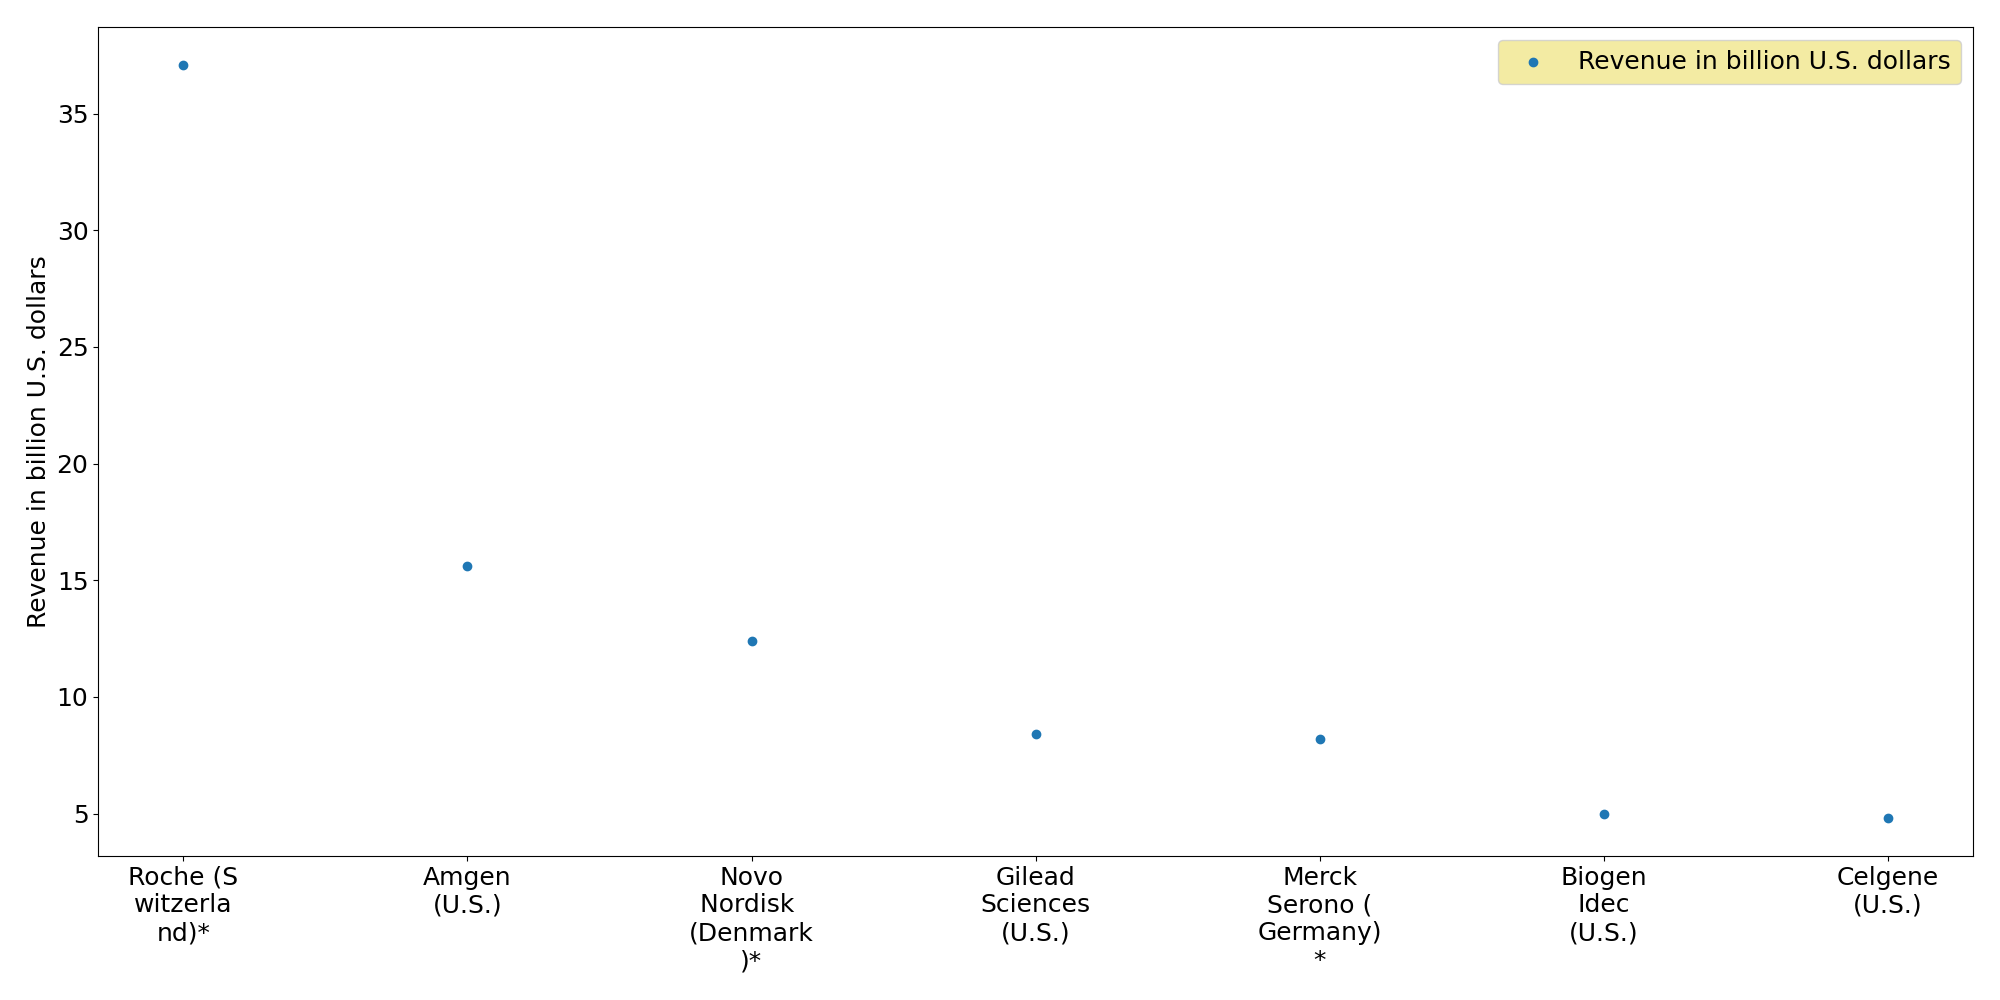 Revenue in billion U.S. dollars
Revenue in billion U.S. dollars
35
30
25
20
15
10
5
Roche (S
witzerla
nd)*
Amgen
(U.S.)
Novo
Nordisk
(Denmark
)*
Gilead
Sciences
(U.S.)
Merck
Serono (
Germany)
*
Biogen
Idec
(U.S.)
Celgene
(U.S.)